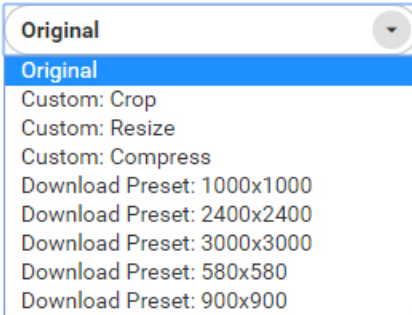 Original
Original
Custom: Crop
Custom: Resize
Custom: Compress
Download Preset: 1000x1000
Download Preset: 2400x2400
Download Preset: 3000x3000
Download Preset: 580x580
Download Preset: 900x900